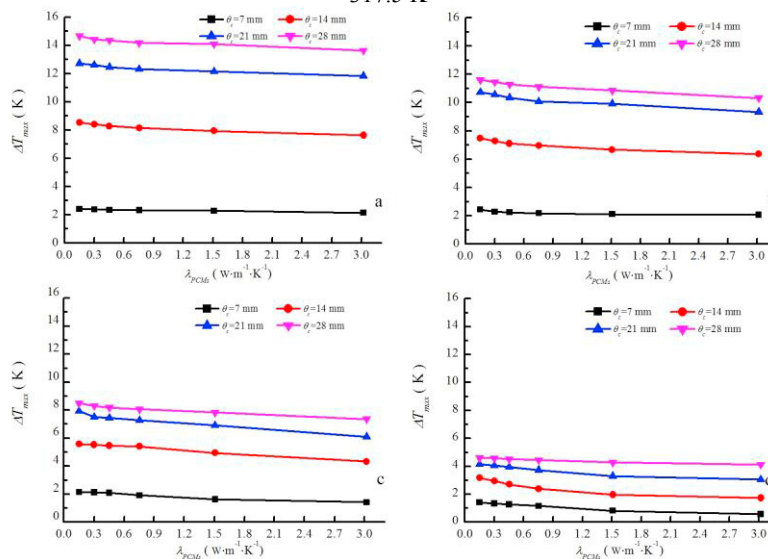 317.5 K
θc=7 mm θc=14 mm
θc=21 mm θc=28 mm
16
14
12
10
8
6
4
2
0
ΔTmax ( K )
a
0.0 0.3 0.6 0.9 1.2 1.5 1.8 2.1 2.4 2.7 3.0
λPCMs ( W·m⁻¹·K⁻¹ )
θc=7 mm θc=14 mm
θc=21 mm θc=28 mm
16
14
12
10
8
6
4
2
0
ΔTmax ( K )
0.0 0.3 0.6 0.9 1.2 1.5 1.8 2.1 2.4 2.7 3.0
λPCMs ( W·m⁻¹·K⁻¹ )
θc=7 mm θc=14 mm
θc=21 mm θc=28 mm
16
14
12
10
8
6
4
2
0
ΔTmax ( K )
c
0.0 0.3 0.6 0.9 1.2 1.5 1.8 2.1 2.4 2.7 3.0
λPCMs ( W·m⁻¹·K⁻¹ )
θc=7 mm θc=14 mm
θc=21 mm θc=28 mm
16
14
12
10
8
6
4
2
0
ΔTmax ( K )
0.0 0.3 0.6 0.9 1.2 1.5 1.8 2.1 2.4 2.7 3.0
λPCMs ( W·m⁻¹·K⁻¹ )